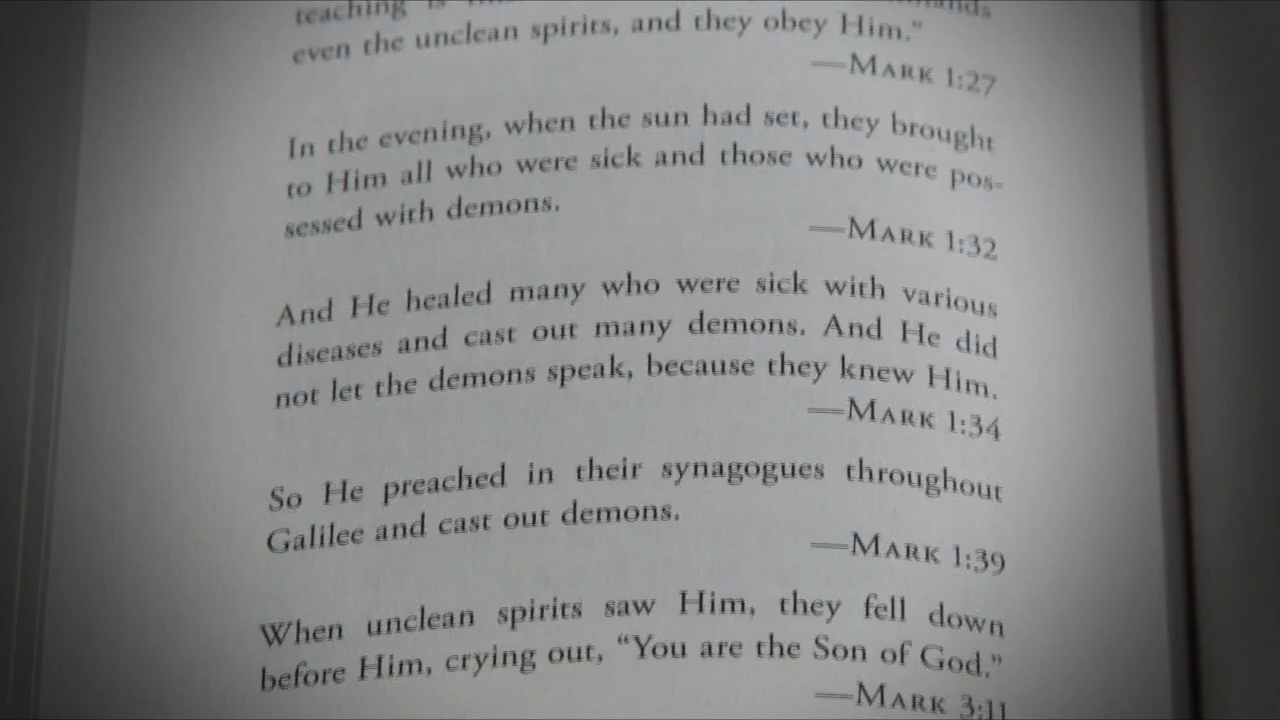 teaching is
even the unclean spirits, and they obey Him.”
—Mark 1:27
In the evening, when the sun had set, they brought
to Him all who were sick and those who were pos-
sessed with demons.
—Mark 1:32
And He healed many who were sick with various
diseases and cast out many demons. And He did
not let the demons speak, because they knew Him.
—Mark 1:34
So He preached in their synagogues throughout
Galilee and cast out demons.
—Mark 1:39
When unclean spirits saw Him, they fell down
before Him, crying out, “You are the Son of God.”
—Mark 3:11